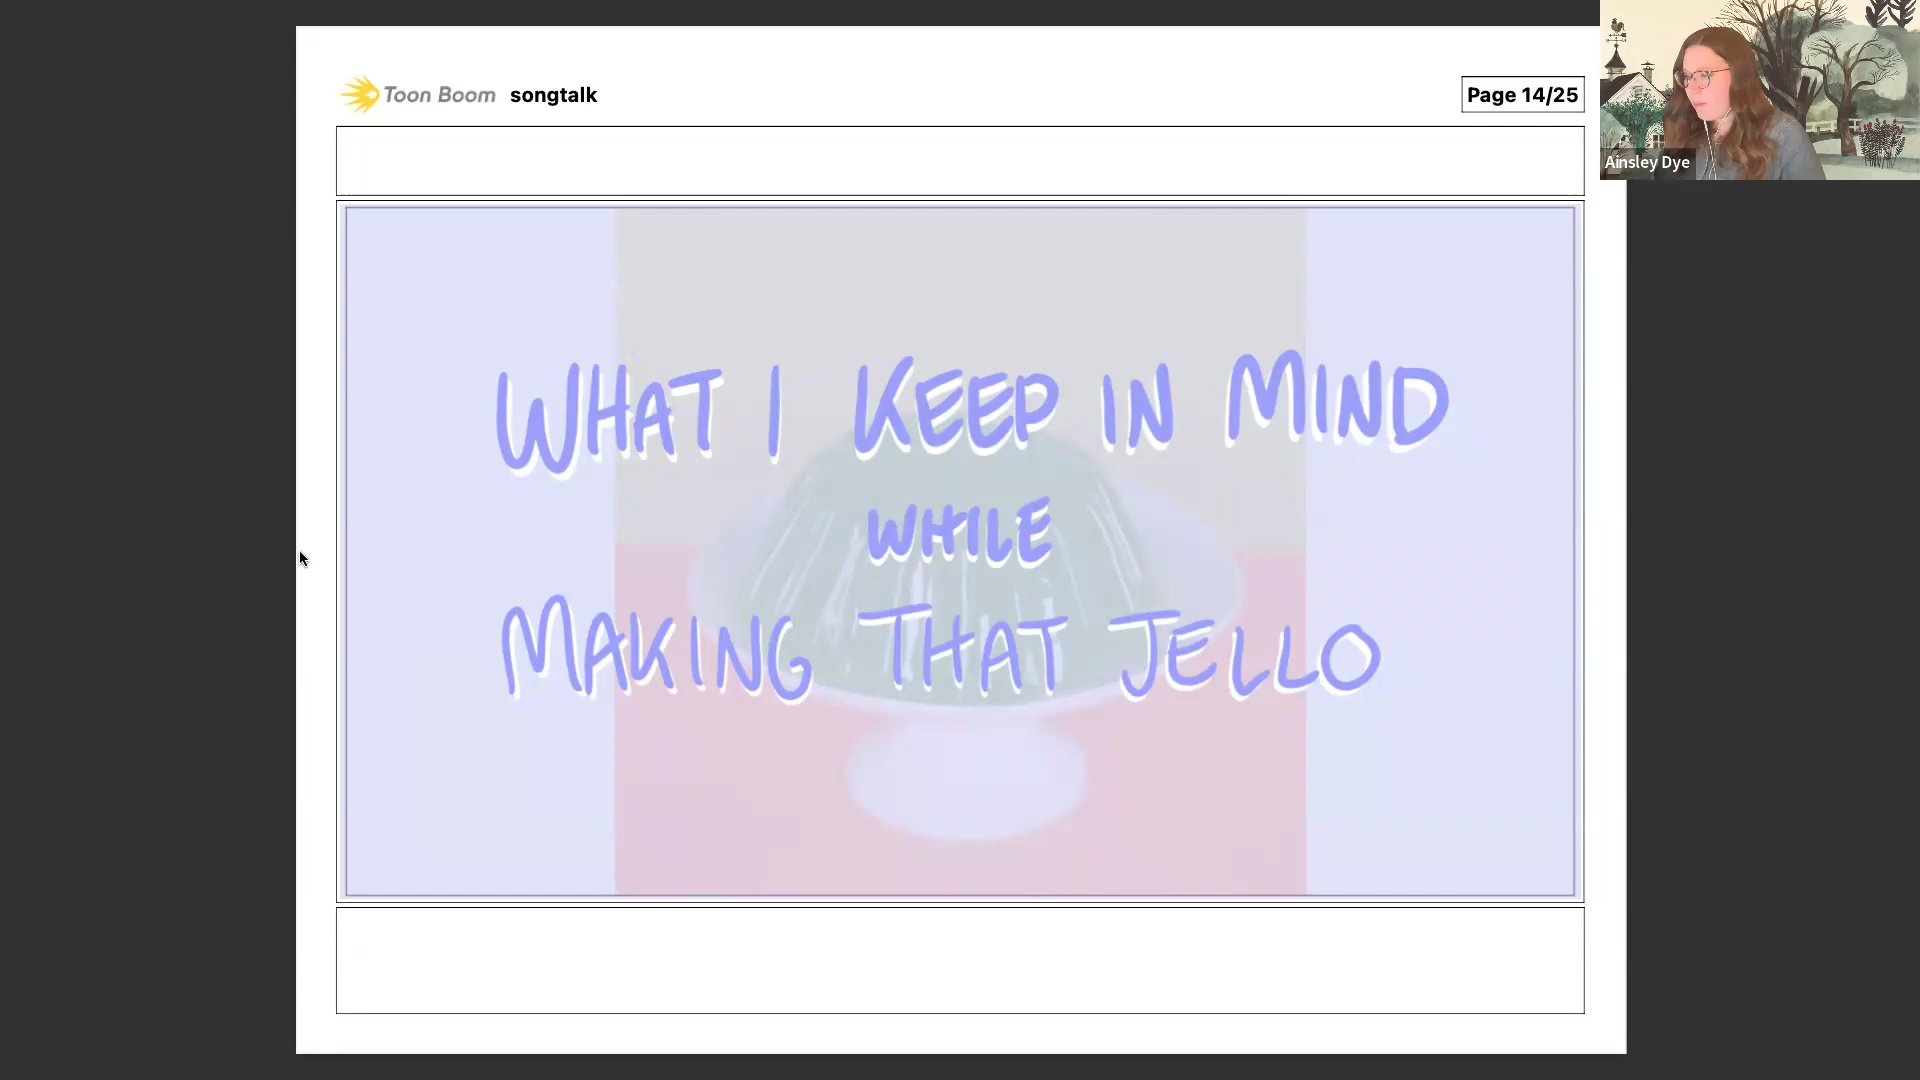 Toon Boom songtalk
Page 14/25
Ainsley Dye
WHAT I KEEP IN MIND
WHILE
MAKING THAT JELLO